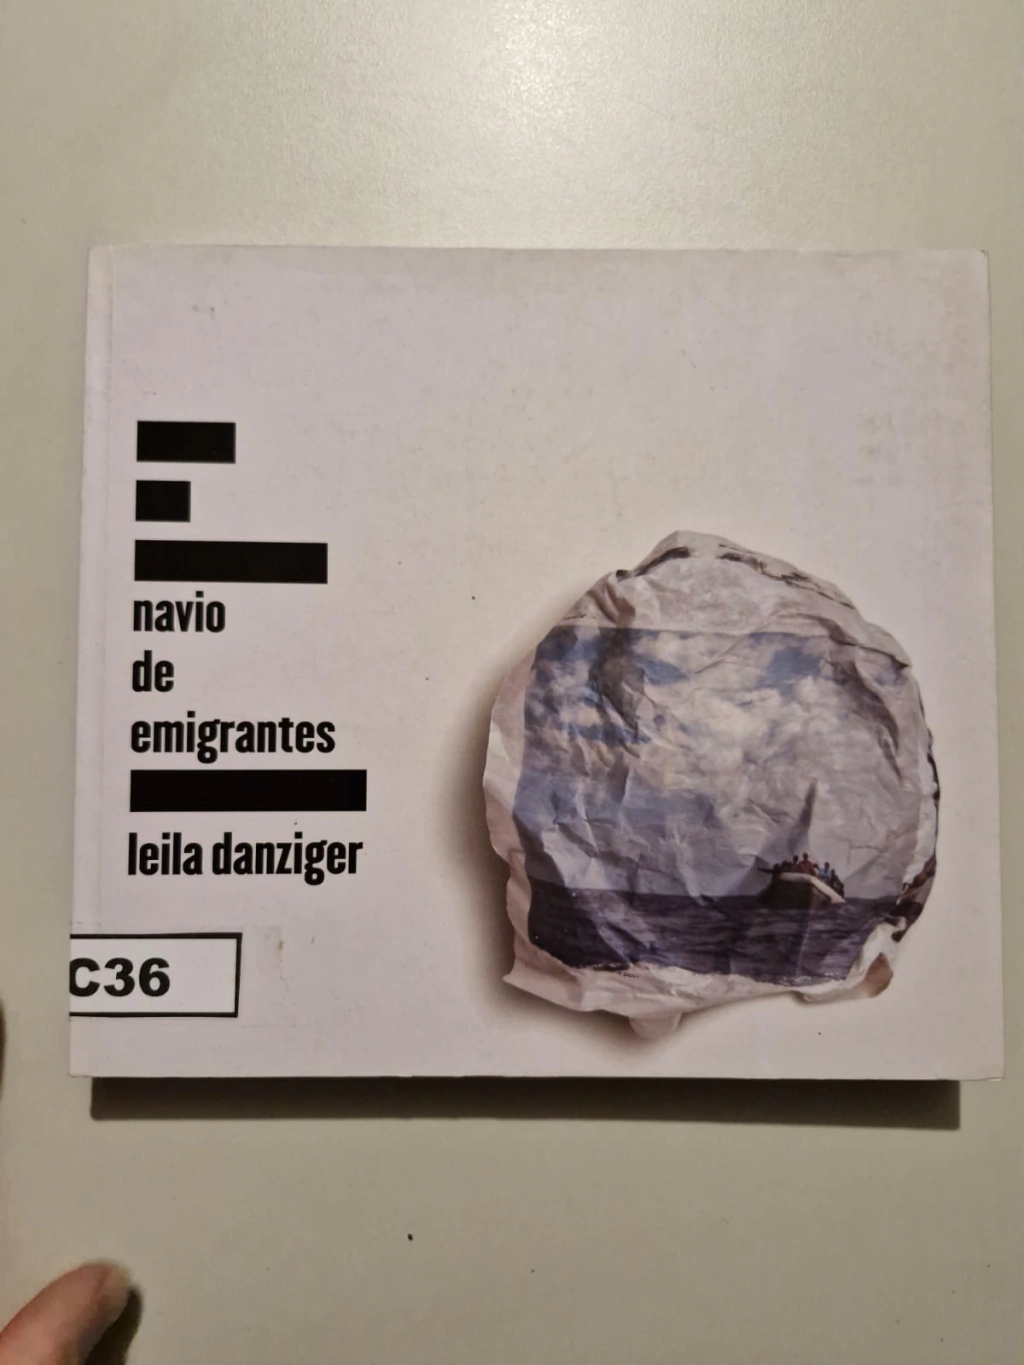 navio
de
emigrantes
leila danziger
C36